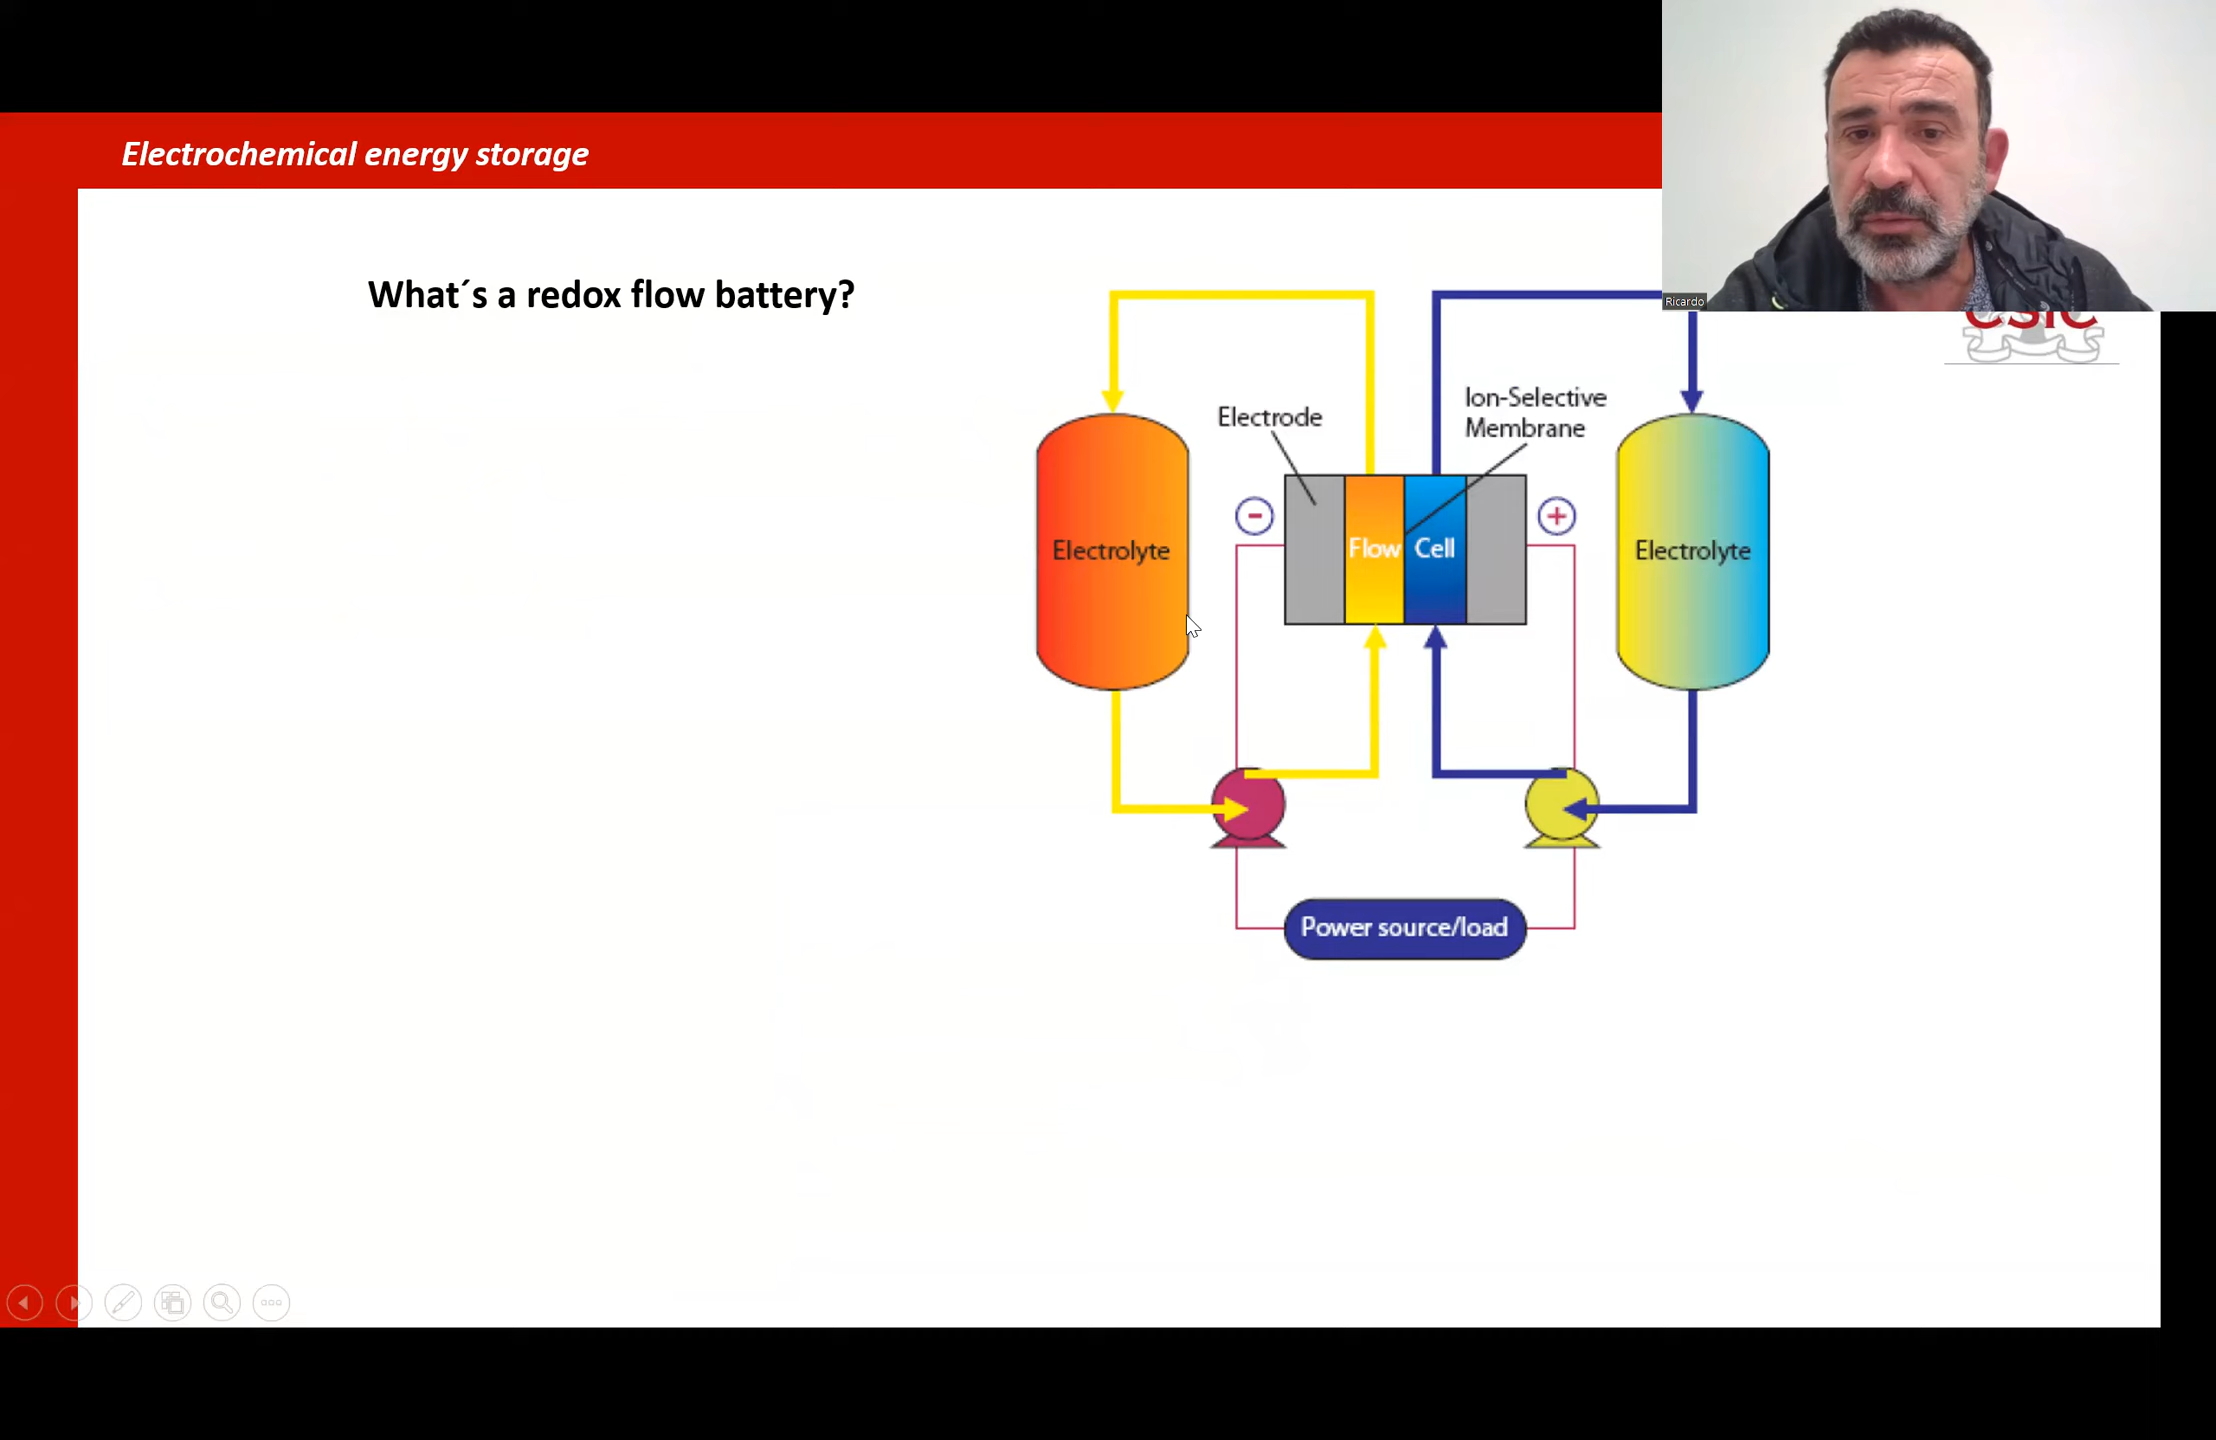 Electrochemical energy storage
Ricardo
What´s a redox flow battery?
CSIC
Electrode
Ion-Selective
Membrane
-
+
Electrolyte
Flow Cell
Electrolyte
Power source/load